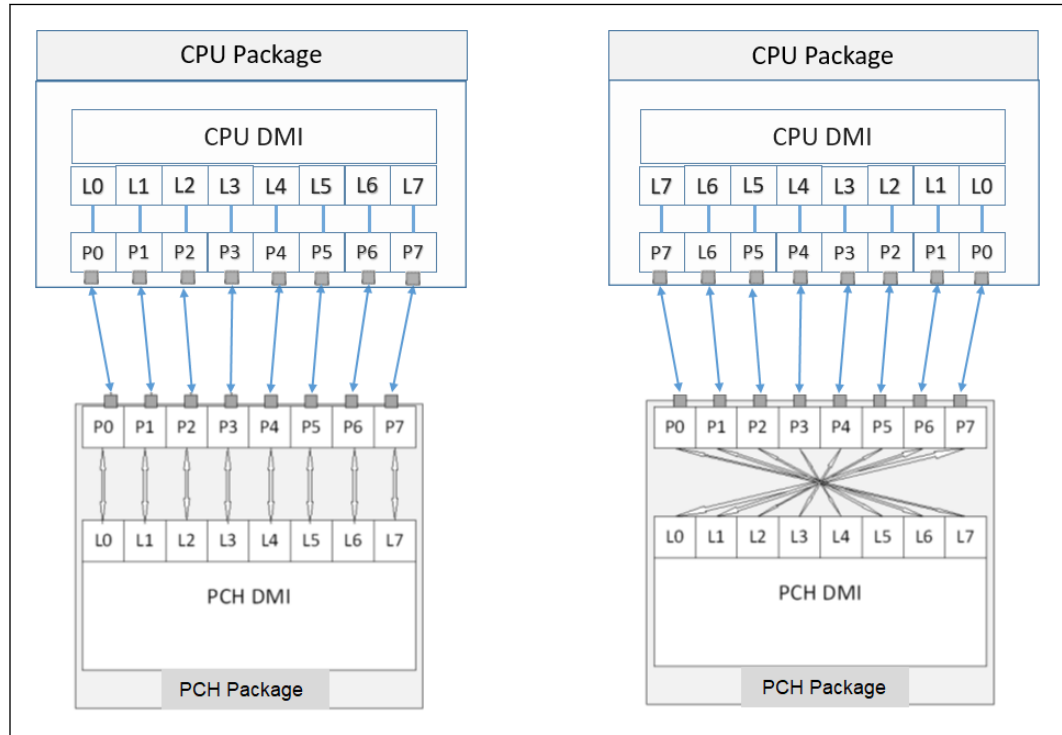 CPU Package
CPU DMI
L0 L1 L2 L3 L4 L5 L6 L7
P0 P1 P2 P3 P4 P5 P6 P7
P0 P1 P2 P3 P4 P5 P6 P7
L0 L1 L2 L3 L4 L5 L6 L7
PCH DMI
PCH Package
CPU Package
CPU DMI
L7 L6 L5 L4 L3 L2 L1 L0
P7 L6 P5 P4 P3 P2 P1 P0
P0 P1 P2 P3 P4 P5 P6 P7
L0 L1 L2 L3 L4 L5 L6 L7
PCH DMI
PCH Package